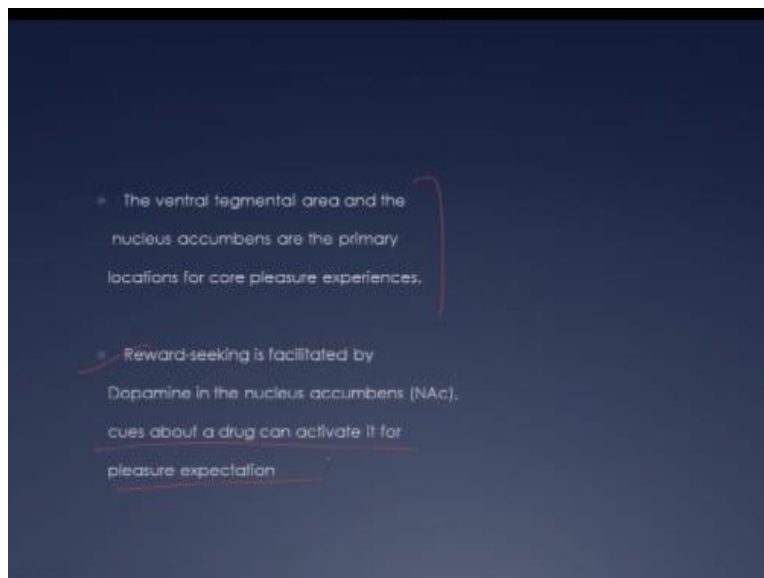 The ventral tegmental area and the
nucleus accumbens are the primary
locations for core pleasure experiences.
Reward-seeking is facilitated by
Dopamine in the nucleus accumbens (NAc),
cues about a drug can activate it for
pleasure expectation